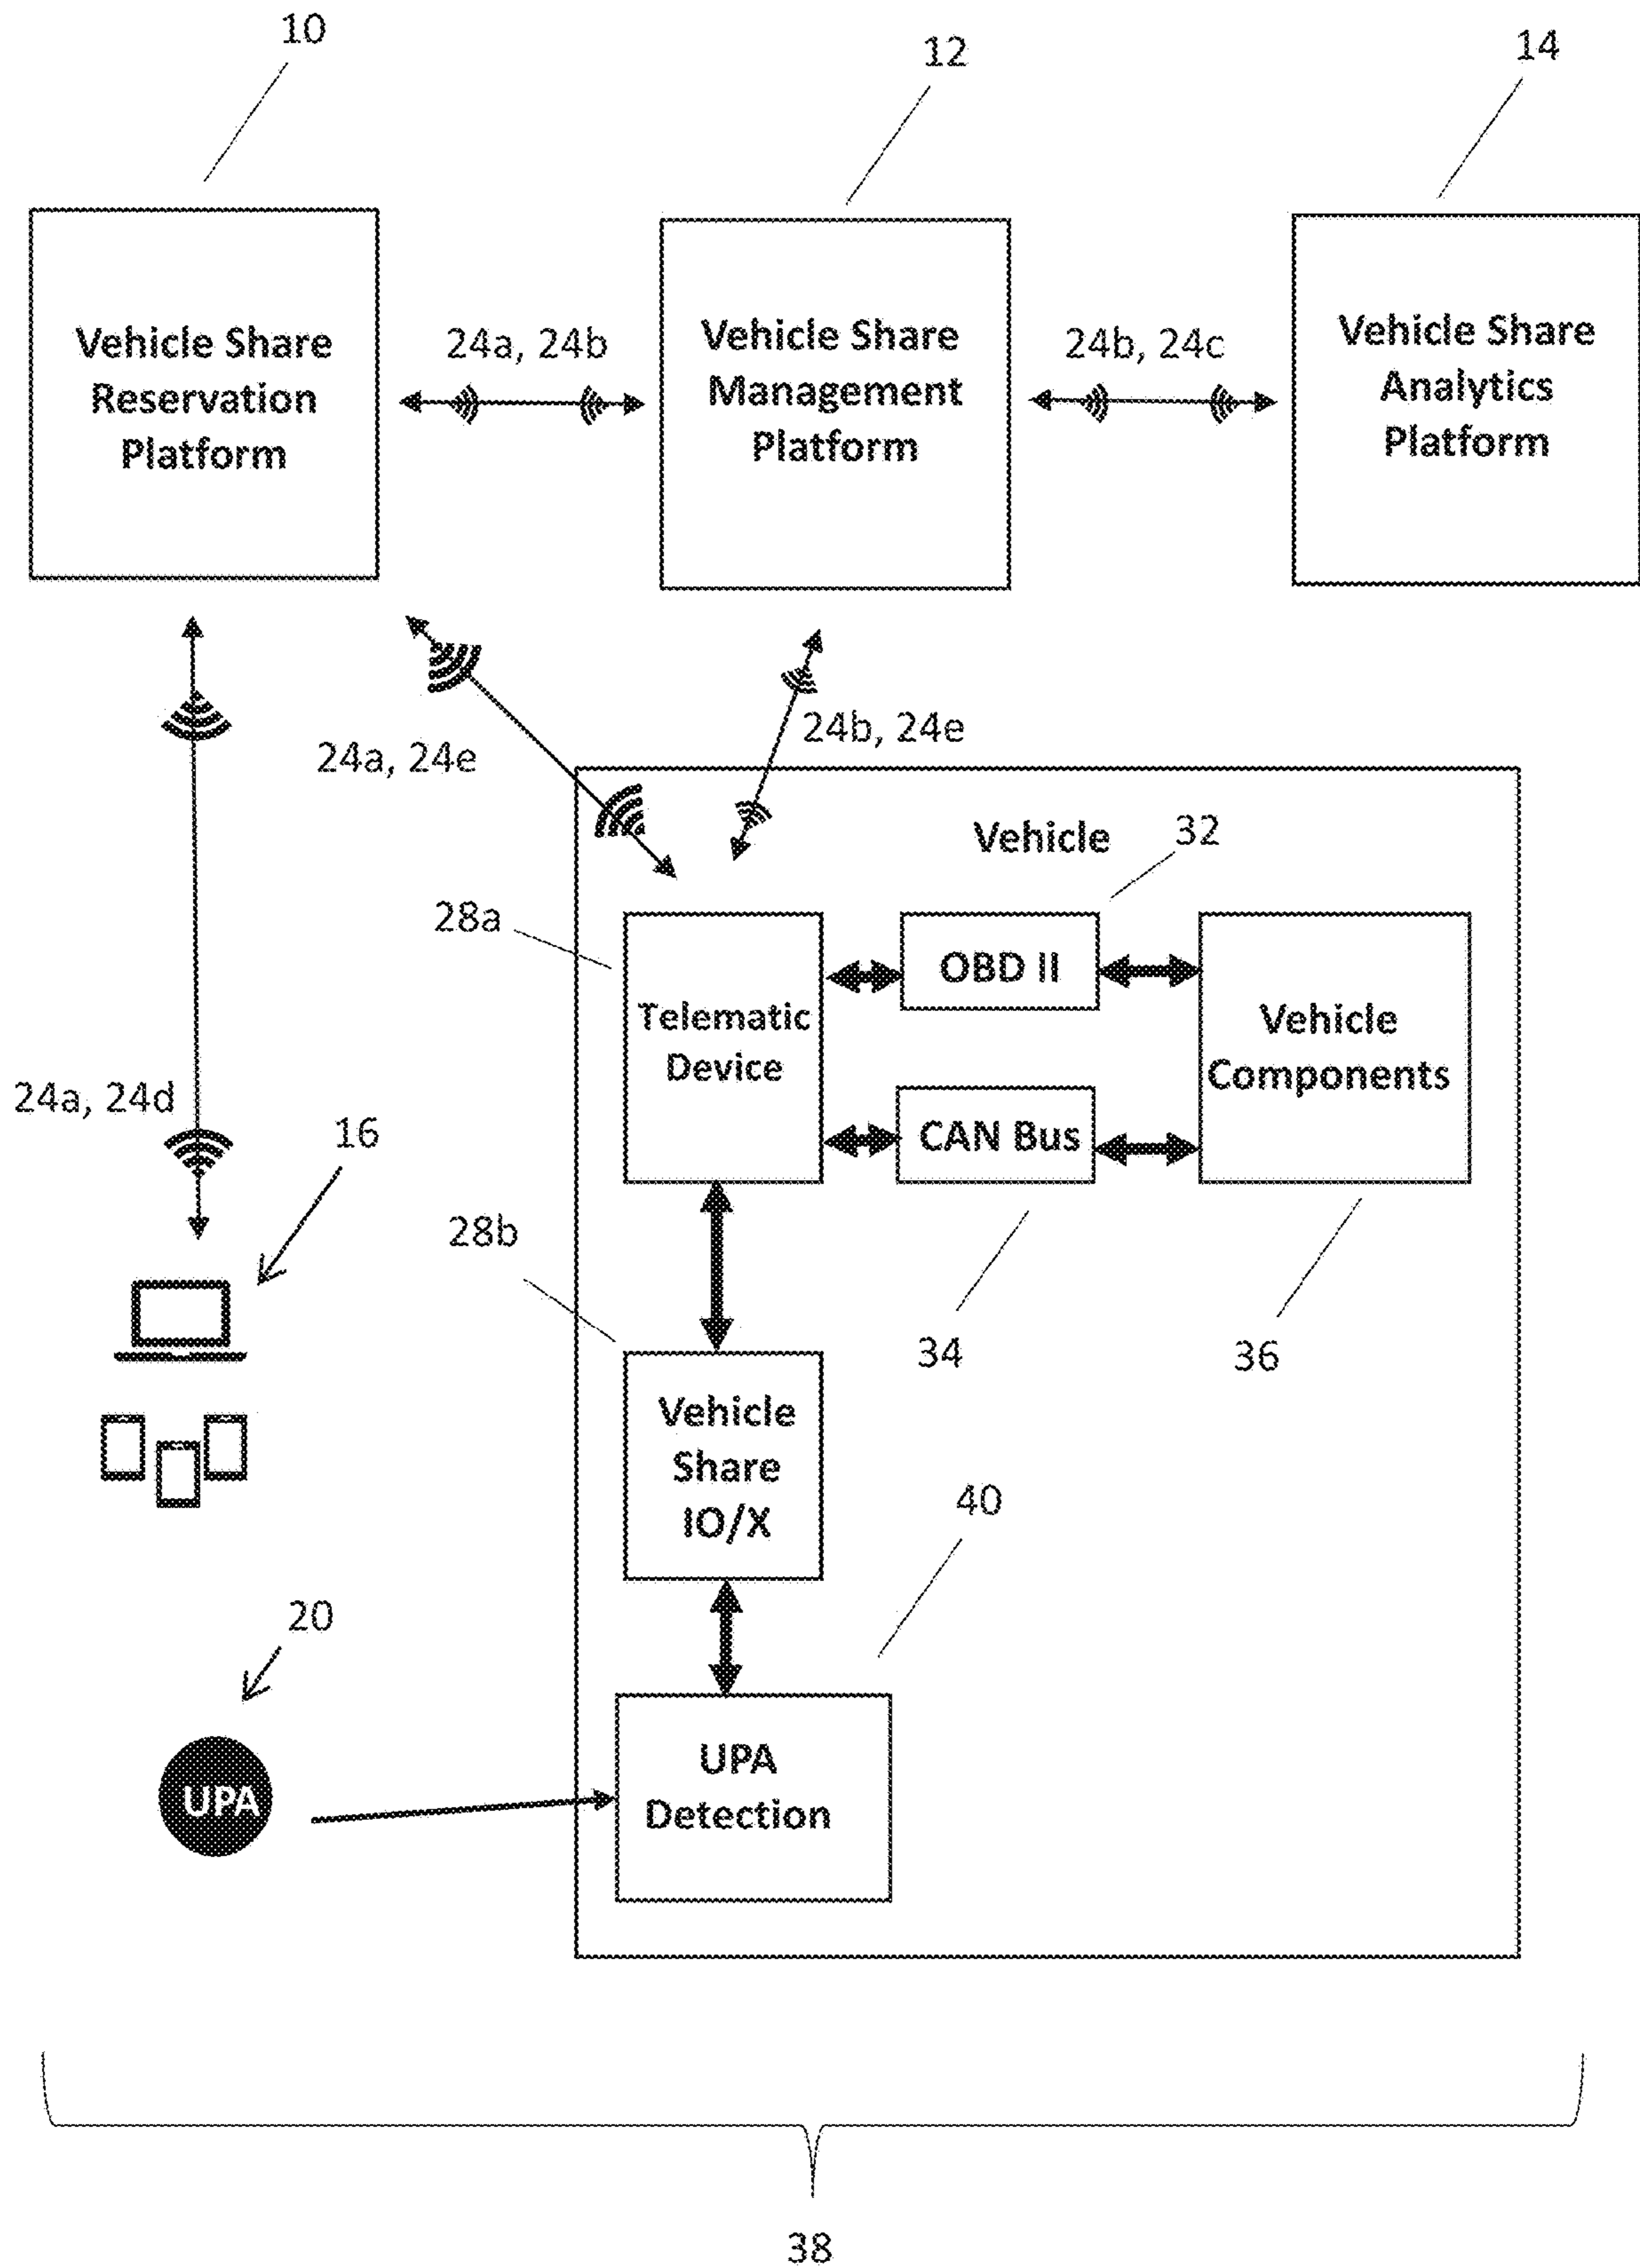 10
12
14
Vehicle Share
Reservation
Platform
24a, 24b
Vehicle Share
Management
Platform
24b, 24c
Vehicle Share
Analytics
Platform
24a, 24e
24b, 24e
Vehicle
32
28a
Telematic
Device
OBD II
CAN Bus
Vehicle
Components
24a, 24d
16
28b
34
36
Vehicle
Share
IO/X
40
20
UPA
UPA
Detection
38